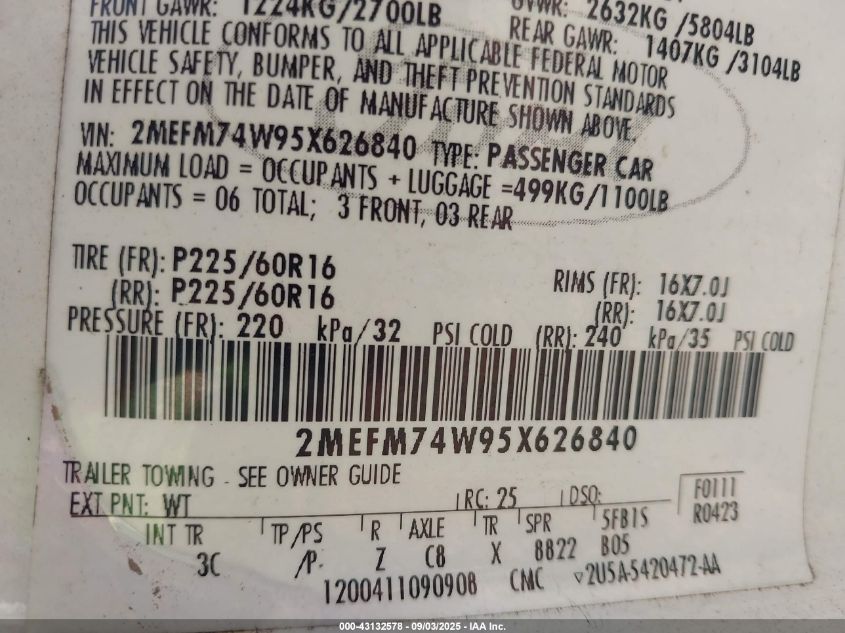 FRONT GAWR: 1224KG/2700LB
GVWR: 2632KG /5804LB
REAR GAWR: 1407KG /3104LB
THIS VEHICLE CONFORMS TO ALL APPLICABLE FEDERAL MOTOR
VEHICLE SAFETY, BUMPER, AND THEFT PREVENTION STANDARDS
IN EFFECT ON THE DATE OF MANUFACTURE SHOWN ABOVE.
VIN: 2MEFM74W95X626840 TYPE: PASSENGER CAR
MAXIMUM LOAD = OCCUPANTS + LUGGAGE =499KG/1100LB
OCCUPANTS = 06 TOTAL; 3 FRONT, 03 REAR
TIRE (FR): P225/60R16 RIMS (FR): 16X7.0J
(RR): P225/60R16 (RR): 16X7.0J
PRESSURE (FR): 220 kPa/32 PSI COLD (RR): 240 kPa/35 PSI COLD
2MEFM74W95X626840
TRAILER TOWING - SEE OWNER GUIDE
EXT PNT: WT RC: 25 DSO: F0111
R0423
INT TR TP/PS R AXLE TR SPR 5FB1S
3C /P. Z C8 X 8822 B05
1200411090908 CMC ▽2U5A-5420472-AA
000-43132578 - 09/03/2025 - IAA Inc.